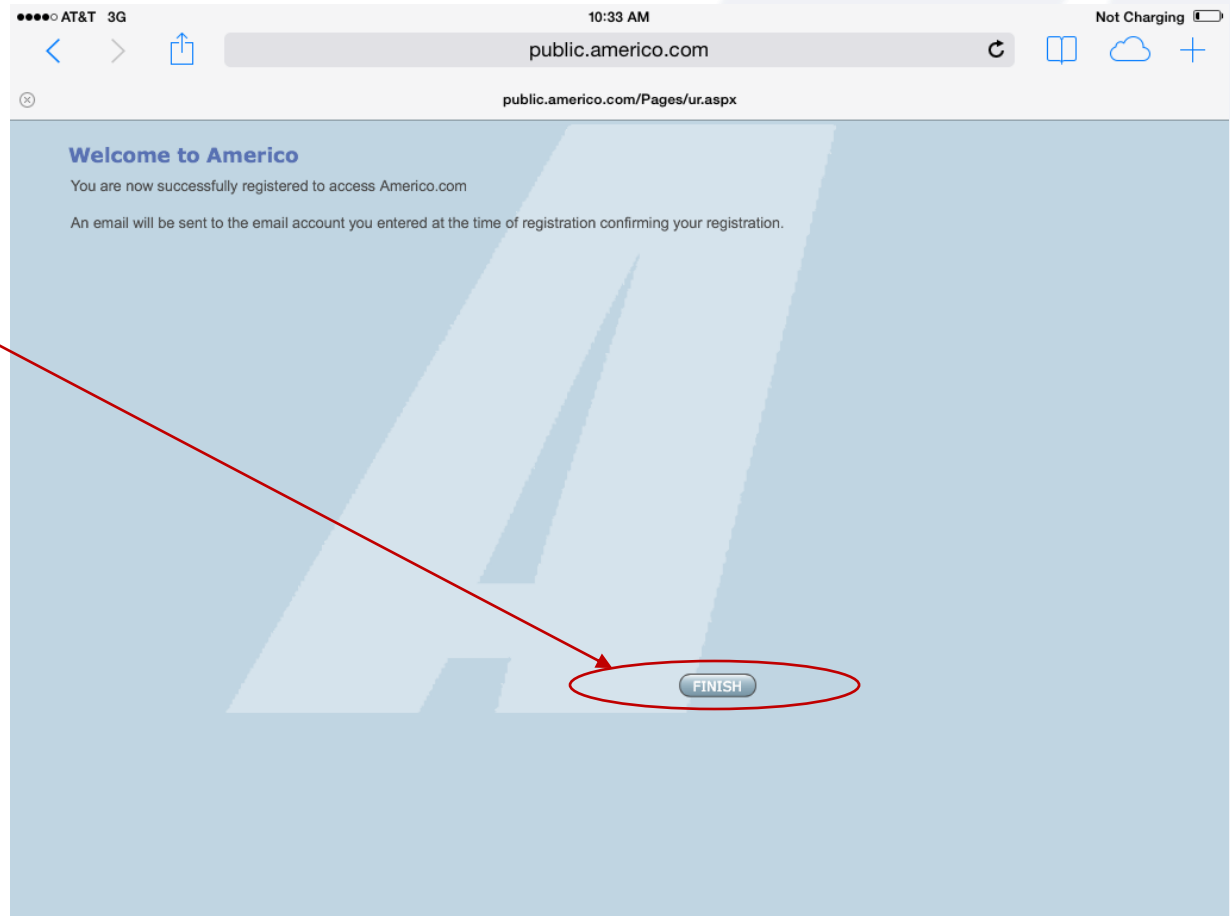 AT&T 3G 10:33 AM Not Charging
public.americo.com
public.americo.com/Pages/ur.aspx
Welcome to Americo
You are now successfully registered to access Americo.com
An email will be sent to the email account you entered at the time of registration confirming your registration.
FINISH